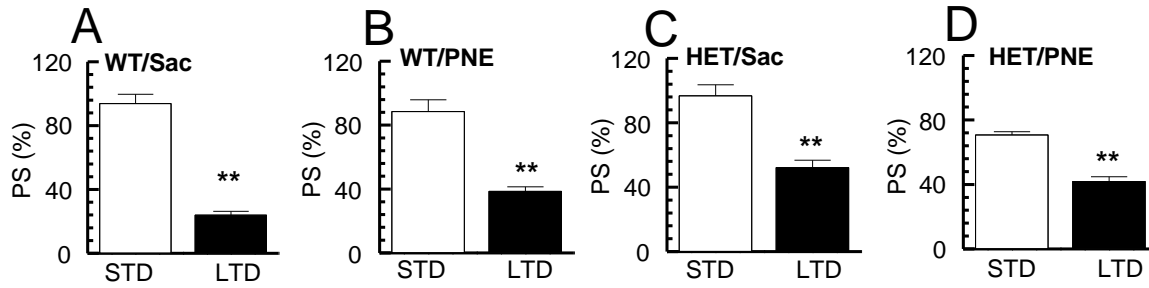 A
WT/Sac
120
80
40
0
PS (%)
**
STD LTD
B
WT/PNE
120
80
40
0
PS (%)
**
STD LTD
C
HET/Sac
120
80
40
0
PS (%)
**
STD LTD
D
HET/PNE
120
80
40
0
PS (%)
**
STD LTD